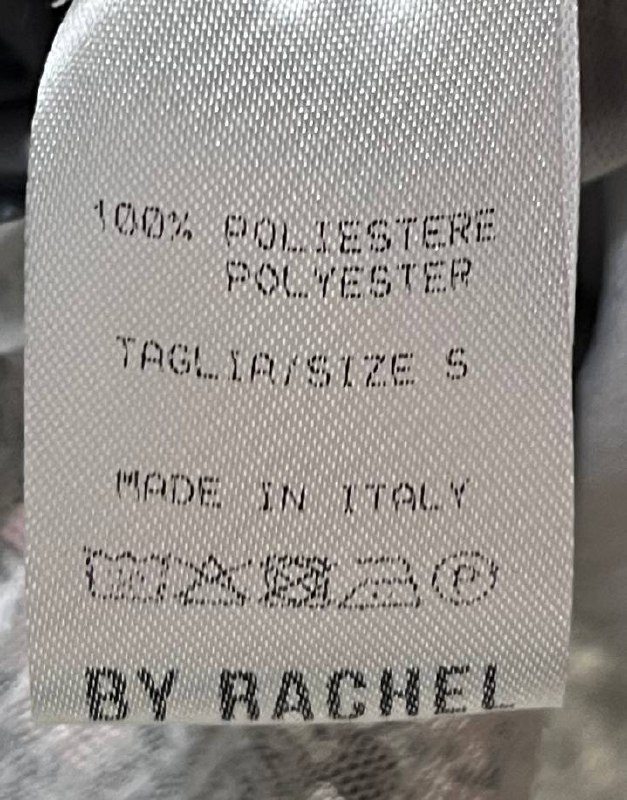 100% POLIESTERE
POLYESTER
TAGLIA/SIZE S
MADE IN ITALY
P
BY RACHEL